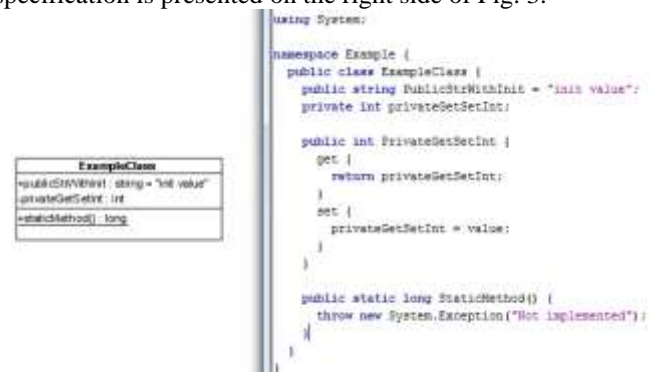 specification is presented on the right side of Fig. 3.
ExampleClass
+publicStrWithInit : string = "init value"
-privateGetSetInt : int
+staticMethod() : long
using System;
namespace Example {
public class ExampleClass {
public string PublicStrWithInit = "init value";
private int privateGetSetInt;
public int PrivateGetSetInt {
get {
return privateGetSetInt;
}
set {
privateGetSetInt = value;
}
}
public static long StaticMethod() {
throw new System.Exception("Not implemented");
}
}
}